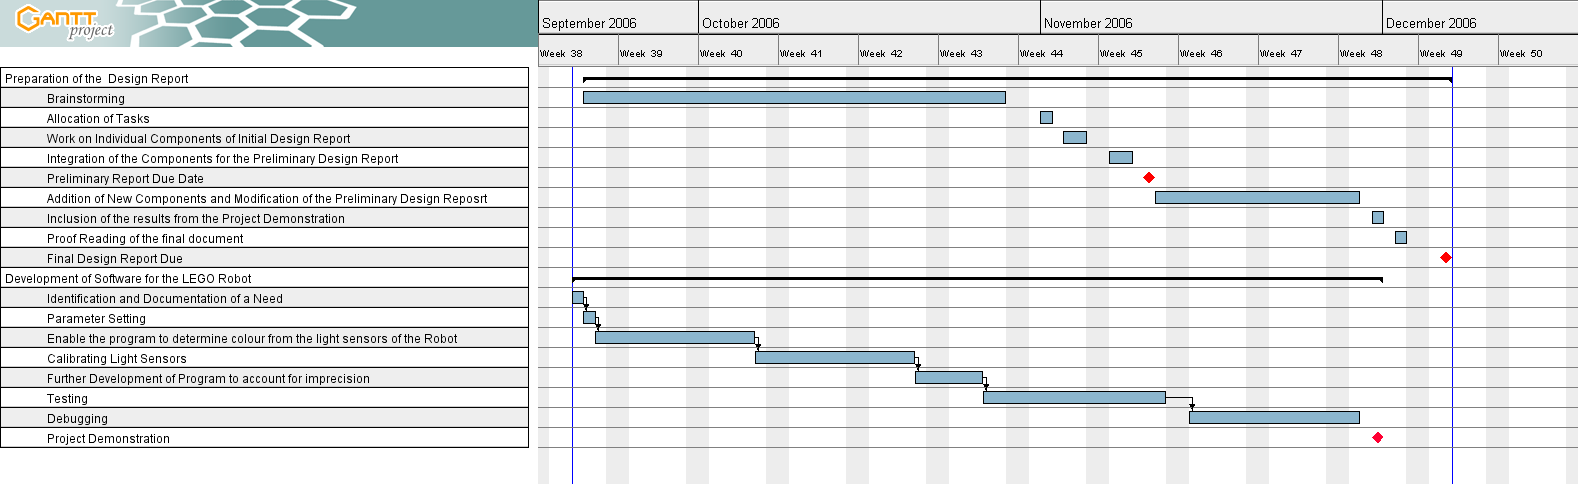 GANTT
project
September 2006
October 2006
November 2006
December 2006
Week 38
Week 39
Week 40
Week 41
Week 42
Week 43
Week 44
Week 45
Week 46
Week 47
Week 48
Week 49
Week 50
Preparation of the Design Report
Brainstorming
Allocation of Tasks
Work on Individual Components of Initial Design Report
Integration of the Components for the Preliminary Design Report
Preliminary Report Due Date
Addition of New Components and Modification of the Preliminary Design Reposrt
Inclusion of the results from the Project Demonstration
Proof Reading of the final document
Final Design Report Due
Development of Software for the LEGO Robot
Identification and Documentation of a Need
Parameter Setting
Enable the program to determine colour from the light sensors of the Robot
Calibrating Light Sensors
Further Development of Program to account for imprecision
Testing
Debugging
Project Demonstration